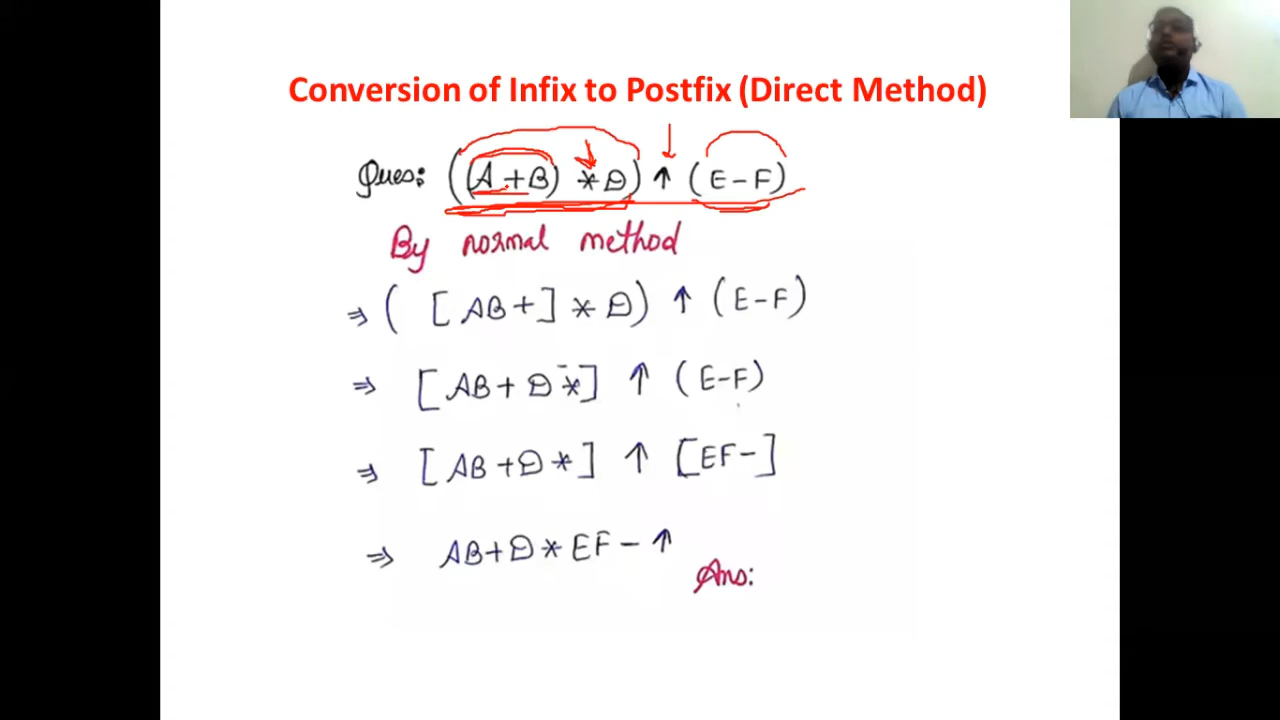 Conversion of Infix to Postfix (Direct Method)
Ques: ((A+B) *D) ↑ (E-F)
By normal method
⇒ ( [AB+] * D) ↑ (E-F)
⇒ [AB+ D *] ↑ (E-F)
⇒ [AB+D*] ↑ [EF-]
⇒ AB+D* EF-↑
Ans: